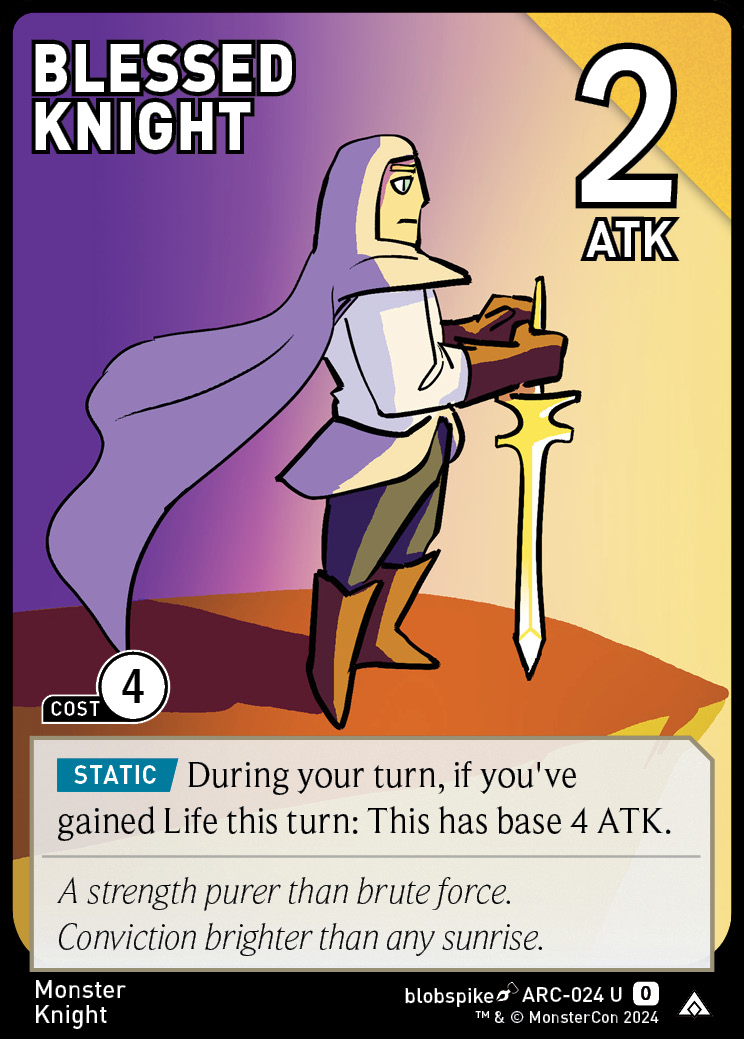 BLESSED
KNIGHT
2
ATK
COST 4
STATIC During your turn, if you've
gained Life this turn: This has base 4 ATK.
A strength purer than brute force.
Conviction brighter than any sunrise.
Monster
Knight
blobspike ARC-024 U 0
™ & © MonsterCon 2024